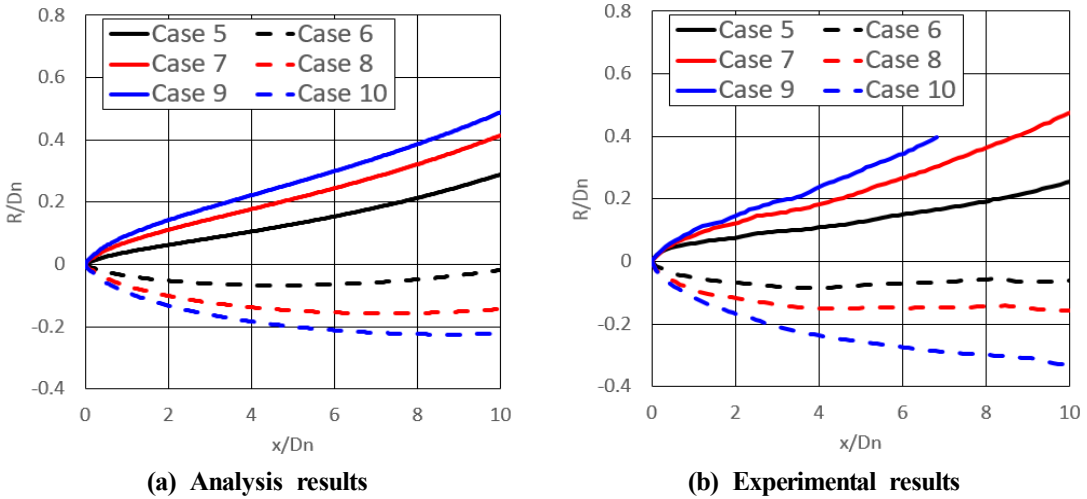 0.8
0.6
0.4
0.2
0
-0.2
-0.4
R/Dn
Case 5 Case 6
Case 7 Case 8
Case 9 Case 10
0 2 4 6 8 10
x/Dn
(a) Analysis results
0.8
0.6
0.4
0.2
0
-0.2
-0.4
R/Dn
Case 5 Case 6
Case 7 Case 8
Case 9 Case 10
0 2 4 6 8 10
x/Dn
(b) Experimental results